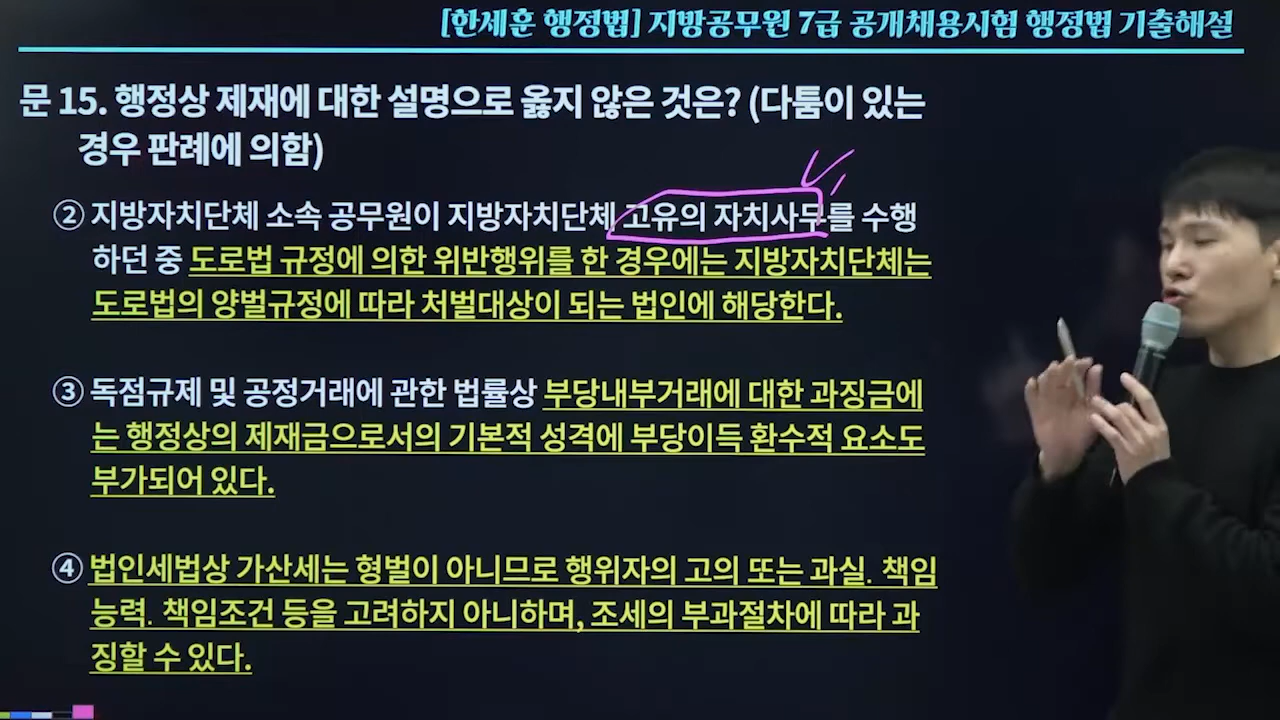 [한세훈 행정법] 지방공무원 7급 공개채용시험 행정법 기출해설
문 15. 행정상 제재에 대한 설명으로 옳지 않은 것은? (다툼이 있는
경우 판례에 의함)
② 지방자치단체 소속 공무원이 지방자치단체 고유의 자치사무를 수행
하던 중 도로법 규정에 의한 위반행위를 한 경우에는 지방자치단체는
도로법의 양벌규정에 따라 처벌대상이 되는 법인에 해당한다.
③ 독점규제 및 공정거래에 관한 법률상 부당내부거래에 대한 과징금에
는 행정상의 제재금으로서의 기본적 성격에 부당이득 환수적 요소도
부가되어 있다.
④ 법인세법상 가산세는 형벌이 아니므로 행위자의 고의 또는 과실. 책임
능력. 책임조건 등을 고려하지 아니하며, 조세의 부과절차에 따라 과
징할 수 있다.